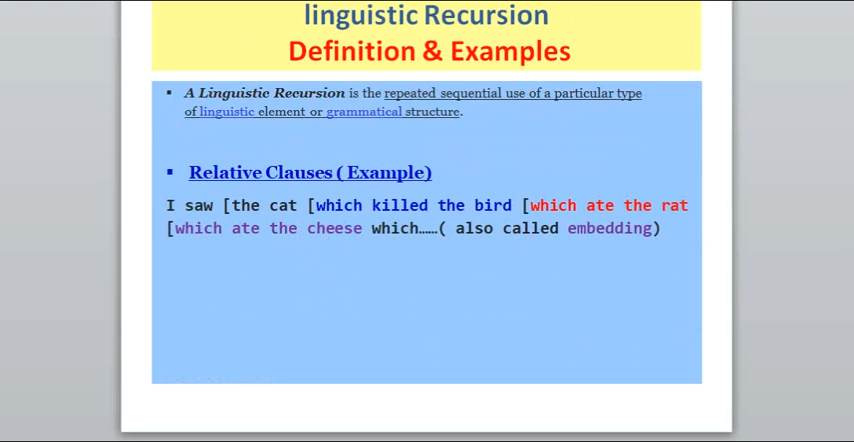 linguistic Recursion
Definition & Examples
▪ A Linguistic Recursion is the repeated sequential use of a particular type
of linguistic element or grammatical structure.
▪ Relative Clauses ( Example)
I saw [the cat [which killed the bird [which ate the rat
[which ate the cheese which……( also called embedding)